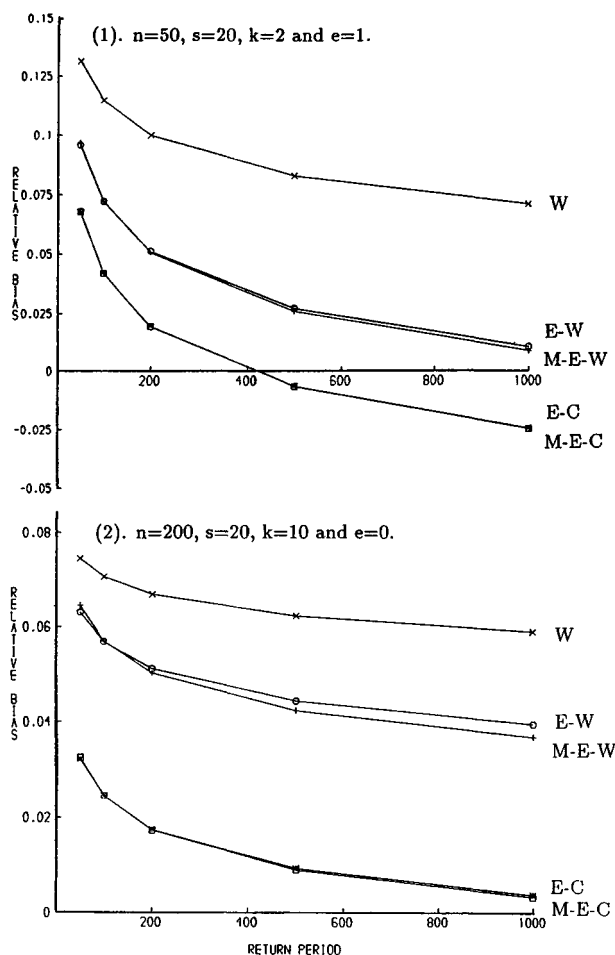 0.15
(1). n=50, s=20, k=2 and e=1.
0.125
0.1
RELATIVE BIAS
0.075
W
0.05
0.025
E-W
M-E-W
0
200 400 600 800 1000
E-C
-0.025
M-E-C
-0.05
0.08
(2). n=200, s=20, k=10 and e=0.
RELATIVE BIAS
0.06
W
0.04
E-W
M-E-W
0.02
E-C
0
M-E-C
200 400 600 800 1000
RETURN PERIOD